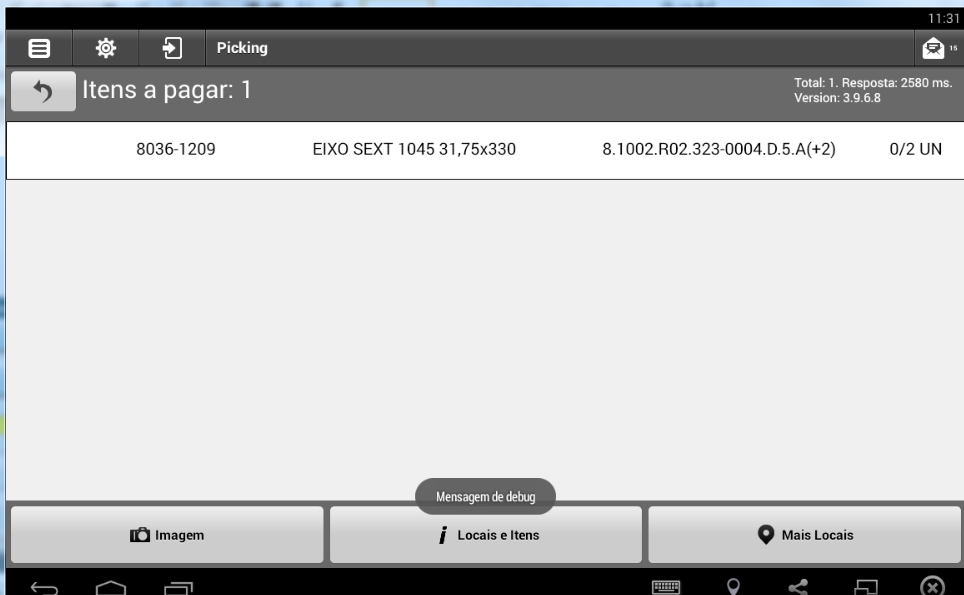 11:31
Picking
15
Itens a pagar: 1
Total: 1. Resposta: 2580 ms.
Version: 3.9.6.8
8036-1209 EIXO SEXT 1045 31,75x330 8.1002.R02.323-0004.D.5.A(+2) 0/2 UN
Mensagem de debug
Imagem
i Locais e Itens
Mais Locais